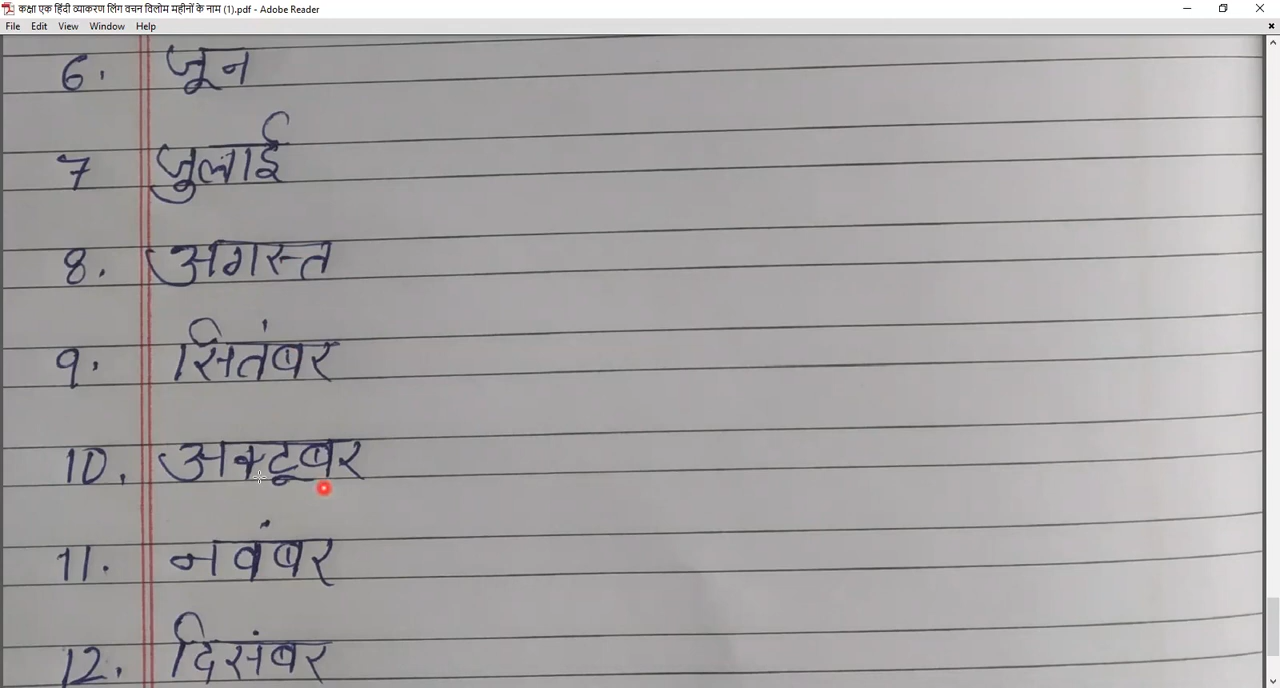 कक्षा एक हिंदी व्याकरण लिंग वचन विलोम महीनों के नाम (1).pdf - Adobe Reader
File Edit View Window Help
6. जून
7 जुलाई
8. अगस्त
9. सितंबर
10. अक्टूबर
11. नवंबर
12. दिसंबर